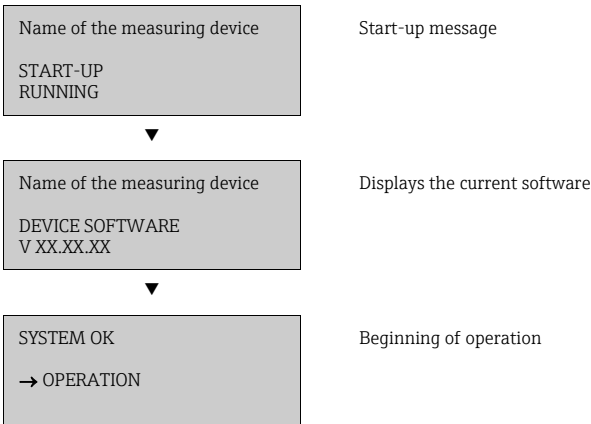 Name of the measuring device
START-UP
RUNNING
Start-up message
▼
Name of the measuring device
DEVICE SOFTWARE
V XX.XX.XX
Displays the current software
▼
SYSTEM OK
→ OPERATION
Beginning of operation